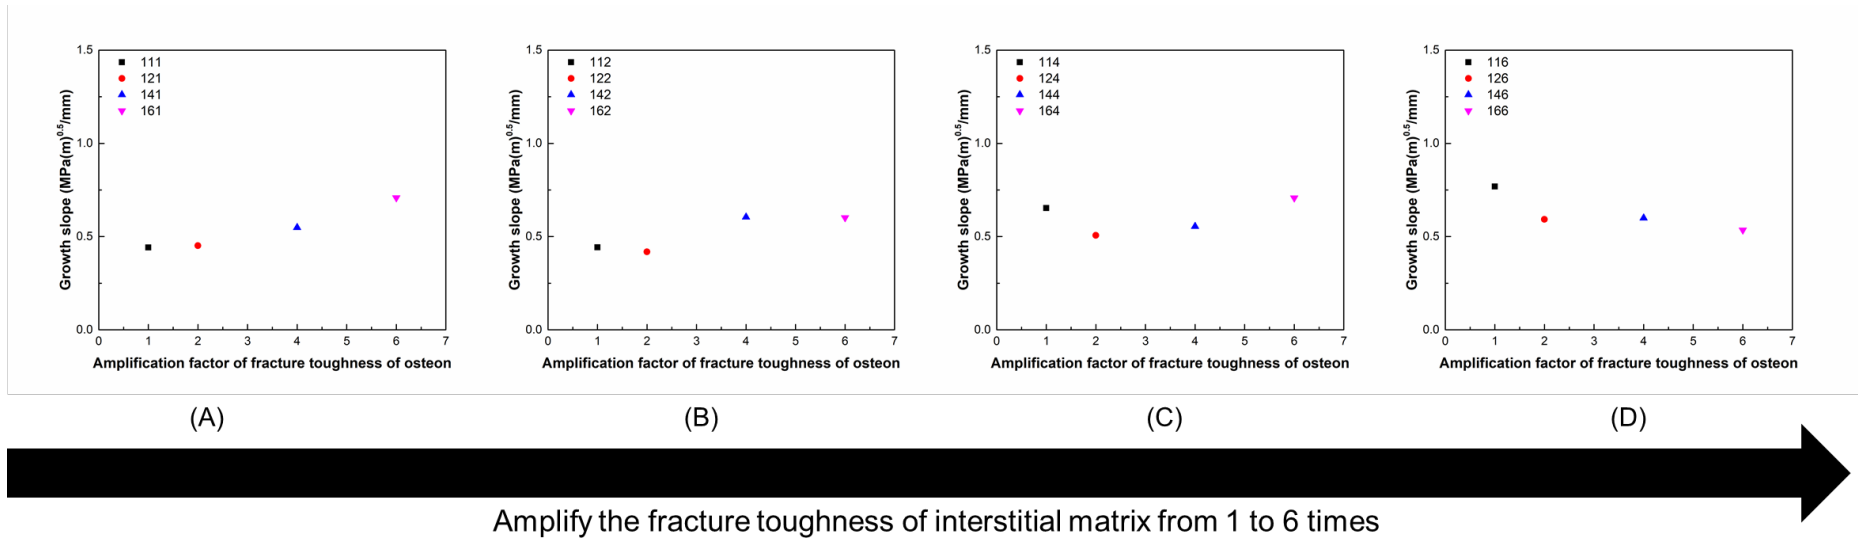 1.5
1.0
0.5
0.0
Growth slope (MPa(m)^0.5/mm)
111
121
141
161
0 1 2 3 4 5 6 7
Amplification factor of fracture toughness of osteon
1.5
1.0
0.5
0.0
Growth slope (MPa(m)^0.5/mm)
112
122
142
162
0 1 2 3 4 5 6 7
Amplification factor of fracture toughness of osteon
1.5
1.0
0.5
0.0
Growth slope (MPa(m)^0.5/mm)
114
124
144
164
0 1 2 3 4 5 6 7
Amplification factor of fracture toughness of osteon
1.5
1.0
0.5
0.0
Growth slope (MPa(m)^0.5/mm)
116
126
146
166
0 1 2 3 4 5 6 7
Amplification factor of fracture toughness of osteon
(A) (B) (C) (D)
Amplify the fracture toughness of interstitial matrix from 1 to 6 times